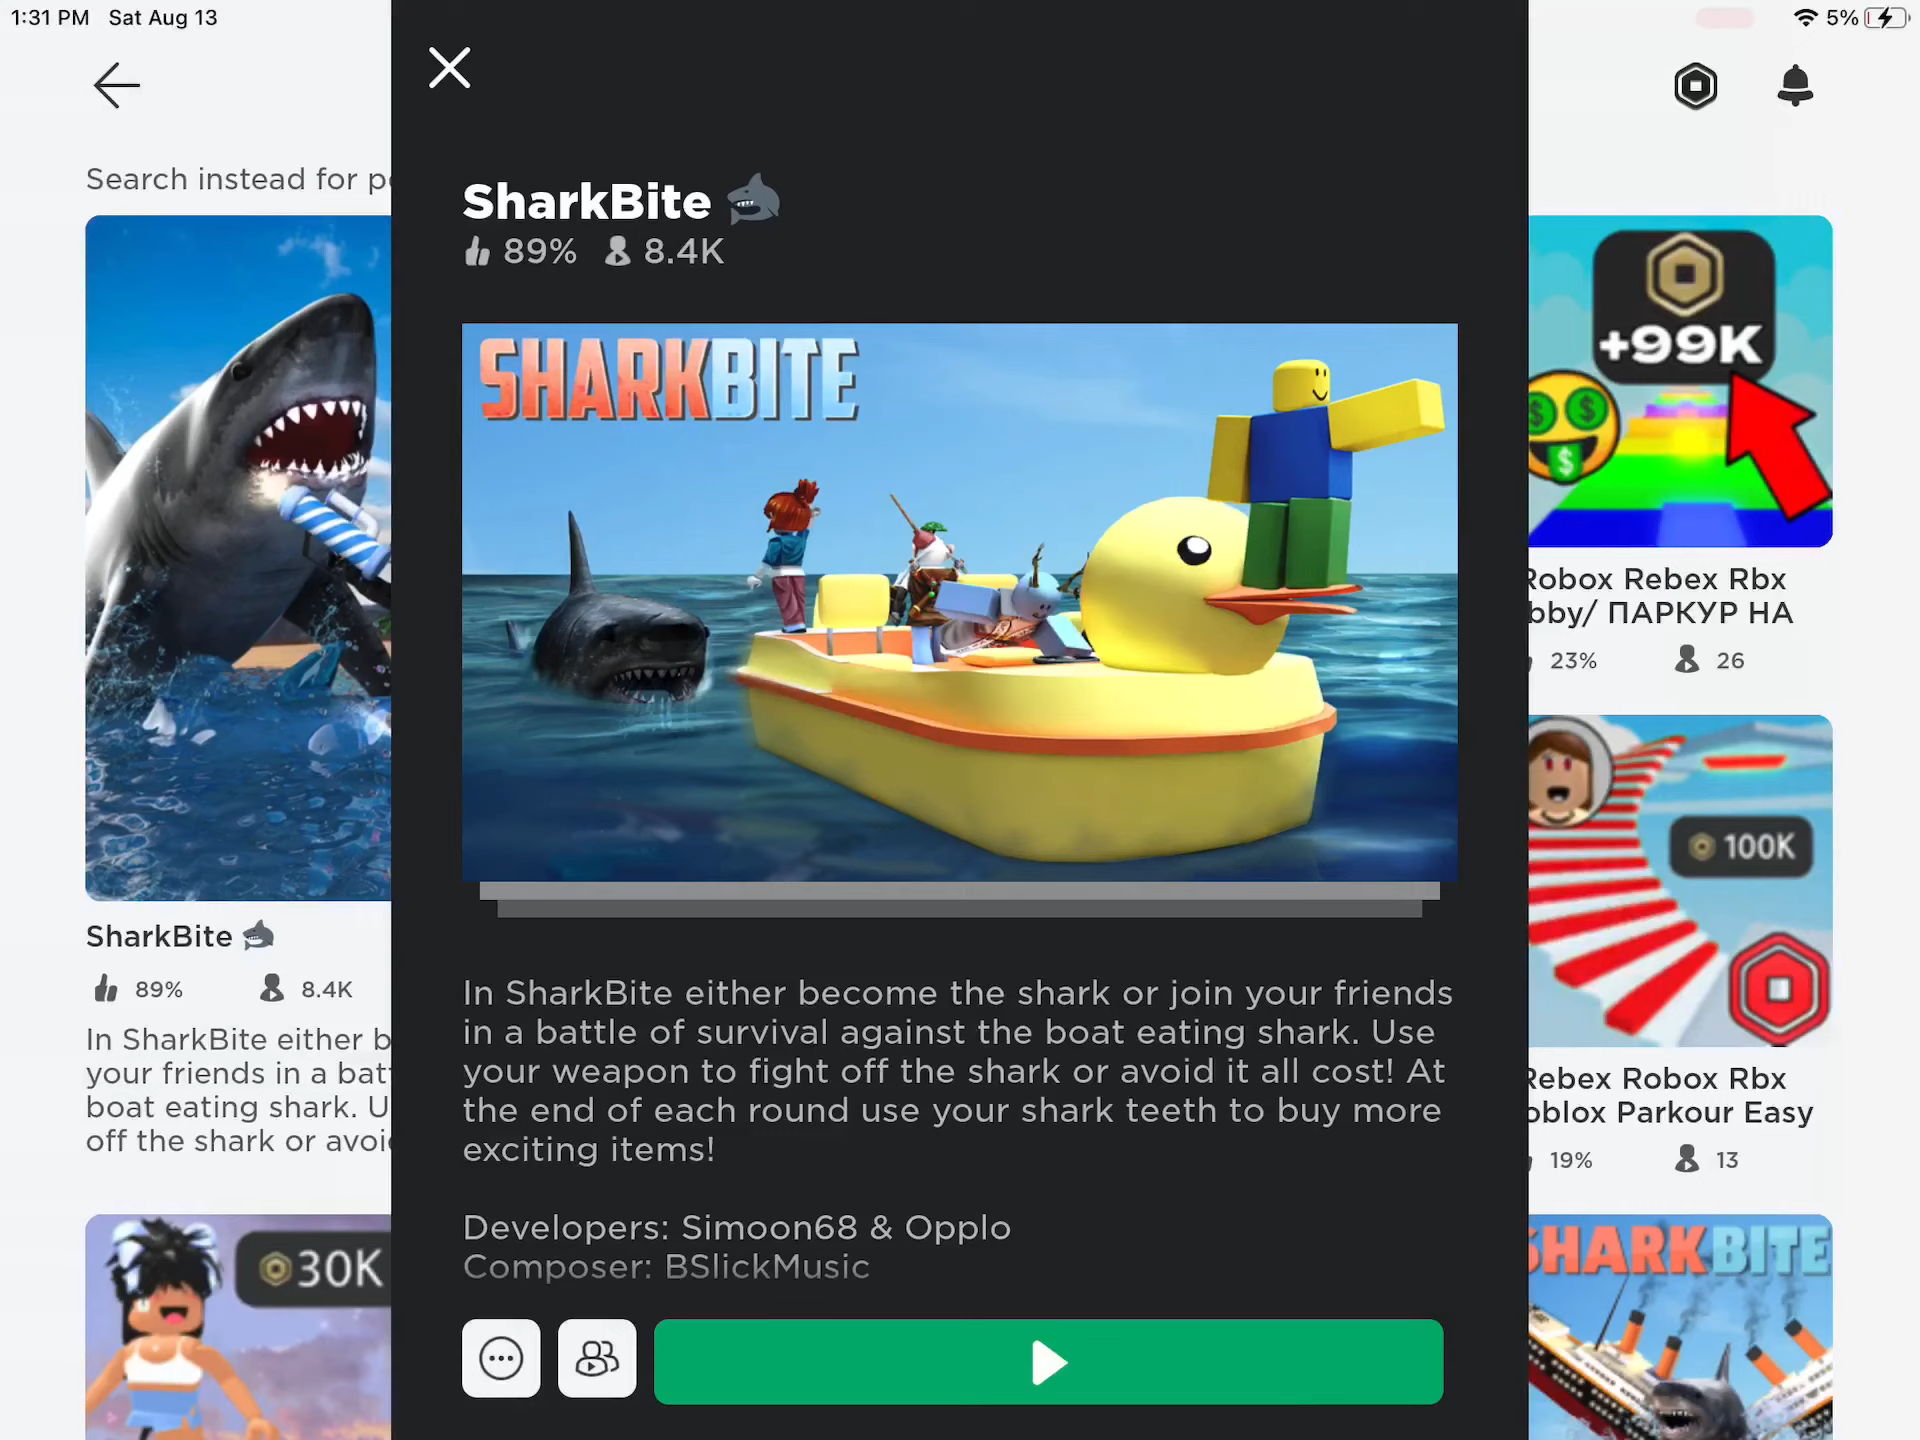 1:31 PM Sat Aug 13
5%
Search instead for p
SharkBite
89% 8.4K
SHARKBITE
+99K
Robox Rebex Rbx
bby/ ПАРКУР НА
23% 26
100K
SharkBite
89% 8.4K
In SharkBite either b
your friends in a bat
boat eating shark. U
off the shark or avoi
In SharkBite either become the shark or join your friends
in a battle of survival against the boat eating shark. Use
your weapon to fight off the shark or avoid it all cost! At
the end of each round use your shark teeth to buy more
exciting items!
Developers: Simoon68 & Opplo
Composer: BSlickMusic
Rebex Robox Rbx
oblox Parkour Easy
19% 13
30K
SHARKBITE